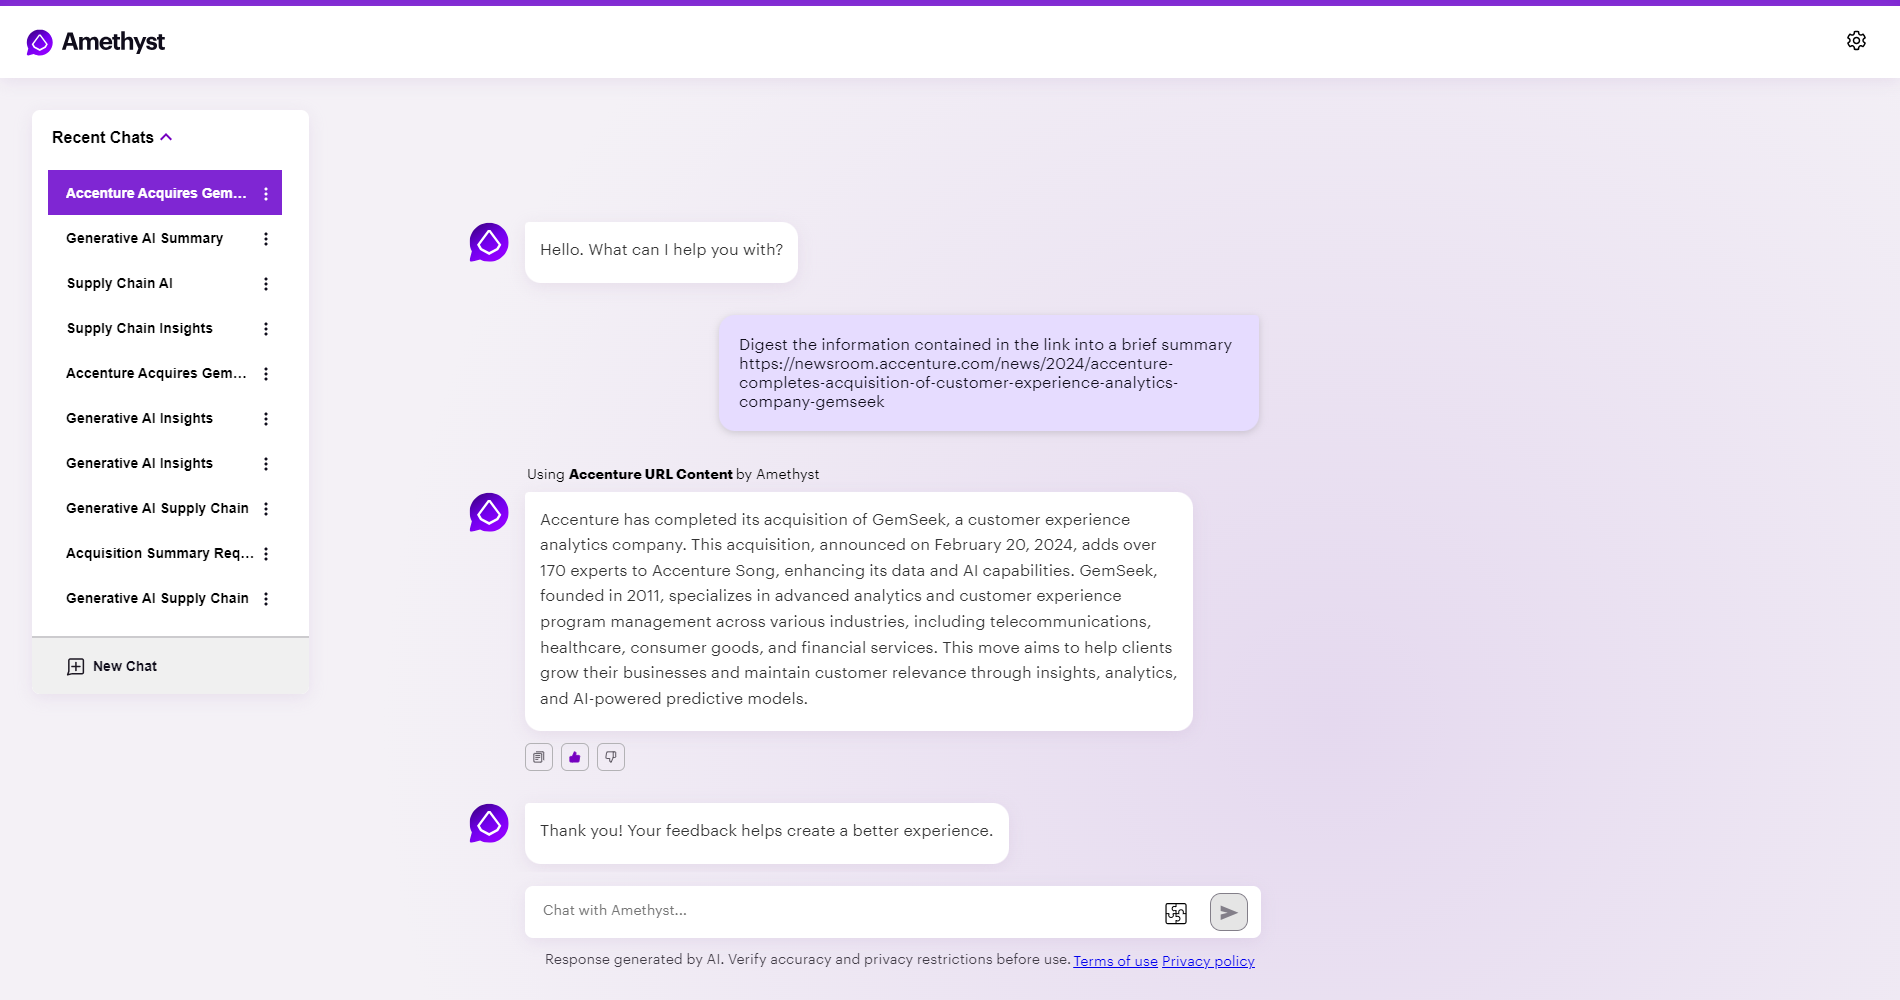 Amethyst
Recent Chats
Accenture Acquires Gem...
Generative AI Summary
Supply Chain AI
Supply Chain Insights
Accenture Acquires Gem...
Generative AI Insights
Generative AI Insights
Generative AI Supply Chain
Acquisition Summary Req...
Generative AI Supply Chain
New Chat
Hello. What can I help you with?
Digest the information contained in the link into a brief summary
https://newsroom.accenture.com/news/2024/accenture-
completes-acquisition-of-customer-experience-analytics-
company-gemseek
Using Accenture URL Content by Amethyst
Accenture has completed its acquisition of GemSeek, a customer experience
analytics company. This acquisition, announced on February 20, 2024, adds over
170 experts to Accenture Song, enhancing its data and AI capabilities. GemSeek,
founded in 2011, specializes in advanced analytics and customer experience
program management across various industries, including telecommunications,
healthcare, consumer goods, and financial services. This move aims to help clients
grow their businesses and maintain customer relevance through insights, analytics,
and AI-powered predictive models.
Thank you! Your feedback helps create a better experience.
Chat with Amethyst...
Response generated by AI. Verify accuracy and privacy restrictions before use. Terms of use Privacy policy